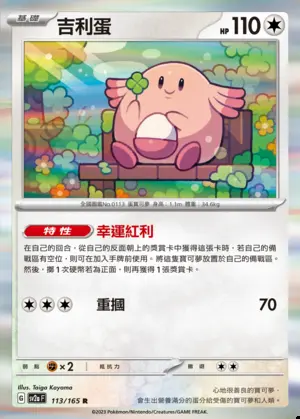 基礎 吉利蛋 HP 110
全國圖鑑No.0113 蛋寶可夢 身高：1.1m 體重：34.6kg
特性 幸運紅利
在自己的回合，從自己的反面朝上的獎賞卡中獲得這張卡時，若自己的備
戰區有空位，則可在加入手牌前使用。將這隻寶可夢放置於自己的備戰區。
然後，擲1次硬幣若為正面，則再獲得1張獎賞卡。
重摑 70
弱點 ×2 抵抗力 撤退
Illus. Taiga Kayama
G sv2a F 113/165 R
心地很善良的寶可夢，
會生出營養滿分的蛋分給受傷的寶可夢和人類。
©2023 Pokémon/Nintendo/Creatures/GAME FREAK.